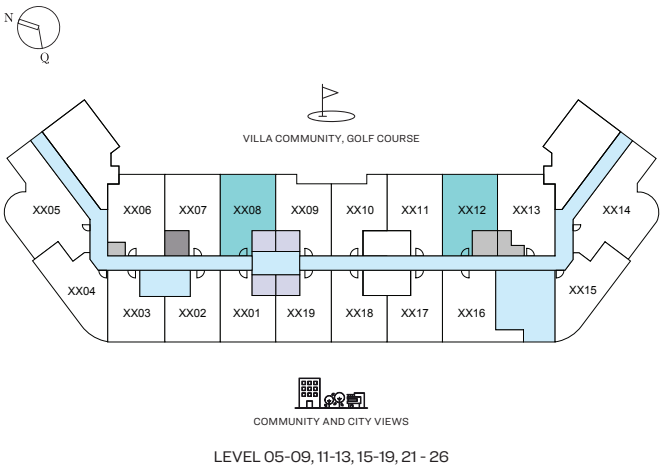 N
Q
VILLA COMMUNITY, GOLF COURSE
XX05 XX06 XX07 XX08 XX09 XX10 XX11 XX12 XX13 XX14
XX04 XX15
XX03 XX02 XX01 XX19 XX18 XX17 XX16
COMMUNITY AND CITY VIEWS
LEVEL 05-09, 11-13, 15-19, 21 - 26